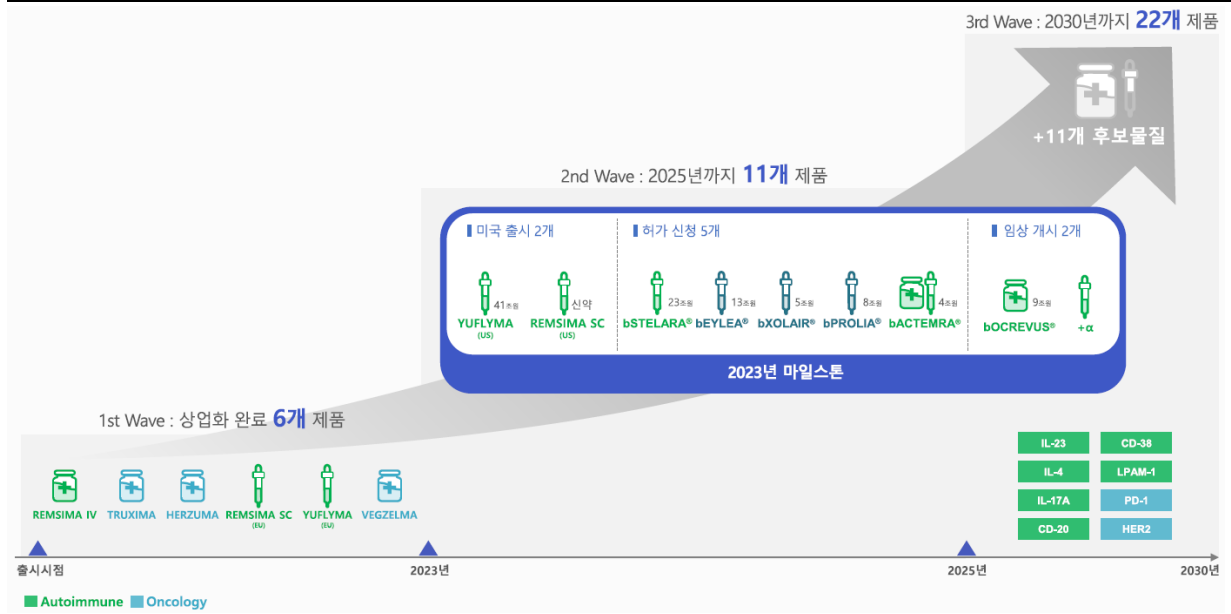 3rd Wave : 2030년까지 22개 제품
+11개 후보물질
2nd Wave : 2025년까지 11개 제품
미국 출시 2개
허가 신청 5개
임상 개시 2개
41조원
신약
23조원
13조원
5조원
8조원
4조원
9조원
YUFLYMA
(US)
REMSIMA SC
(US)
bSTELARA®
bEYLEA®
bXOLAIR®
bPROLIA®
bACTEMRA®
bOCREVUS®
+α
2023년 마일스톤
1st Wave : 상업화 완료 6개 제품
REMSIMA IV
TRUXIMA
HERZUMA
REMSIMA SC
(EU)
YUFLYMA
(EU)
VEGZELMA
IL-23
CD-38
IL-4
LPAM-1
IL-17A
PD-1
CD-20
HER2
출시시점
2023년
2025년
2030년
Autoimmune
Oncology